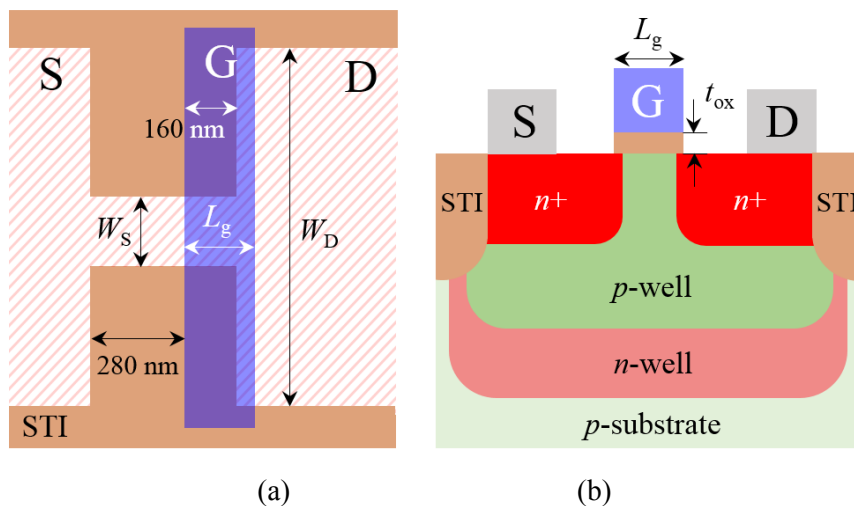 S G D
160 nm
W_S L_g W_D
280 nm
STI
(a)
L_g
G t_ox
S D
STI n+ n+ STI
p-well
n-well
p-substrate
(b)